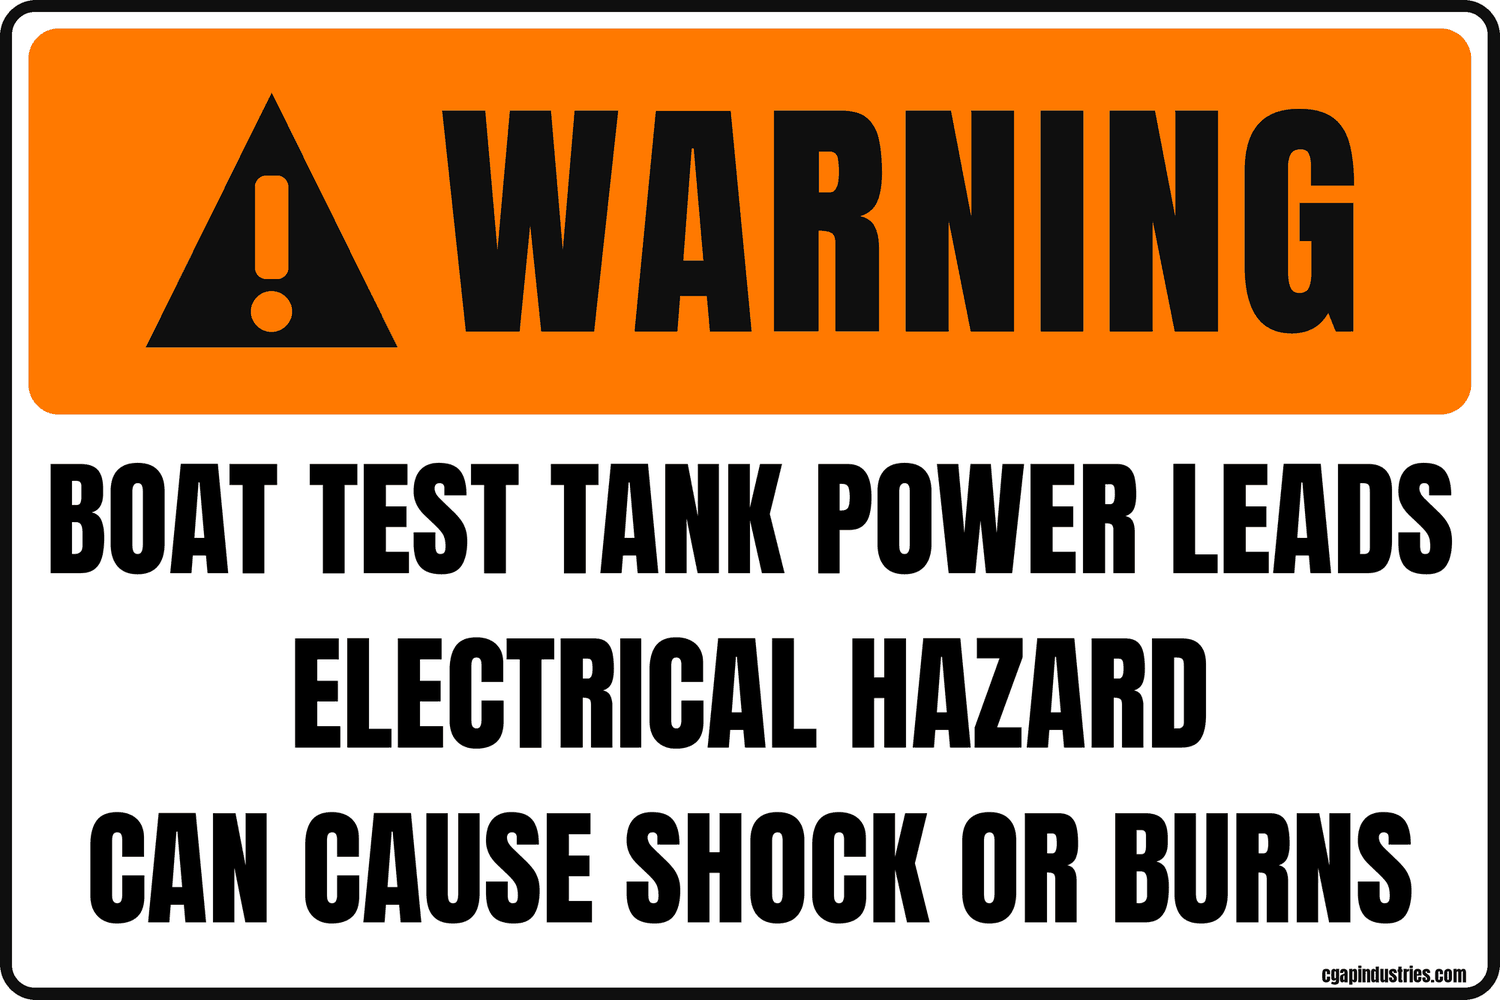 WARNING
BOAT TEST TANK POWER LEADS
ELECTRICAL HAZARD
CAN CAUSE SHOCK OR BURNS
cgapindustries.com